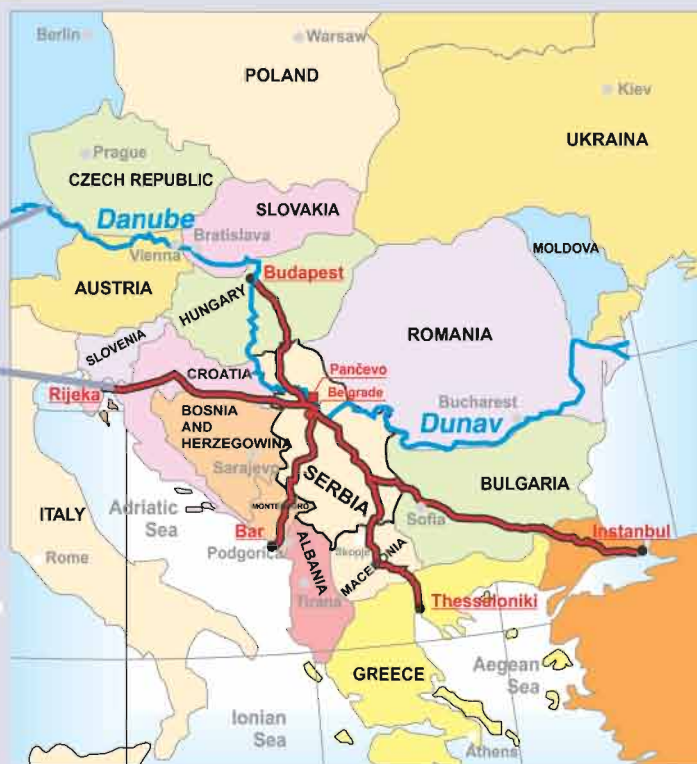 Berlin
Warsaw
POLAND
Kiev
UKRAINA
Prague
CZECH REPUBLIC
Danube
SLOVAKIA
Bratislava
Vienna
MOLDOVA
Budapest
AUSTRIA
HUNGARY
ROMANIA
SLOVENIA
CROATIA
Pančevo
Rijeka
Belgrade
Bucharest
BOSNIA
AND
HERZEGOWINA
Dunav
Sarajevo
SERBIA
BULGARIA
Adriatic
Sea
MONTENEGRO
ITALY
Sofia
Bar
Instanbul
Podgorica
Skopje
Rome
ALBANIA
MACEDONIA
Tirana
Thessaloniki
GREECE
Aegean
Sea
Ionian
Sea
Athens